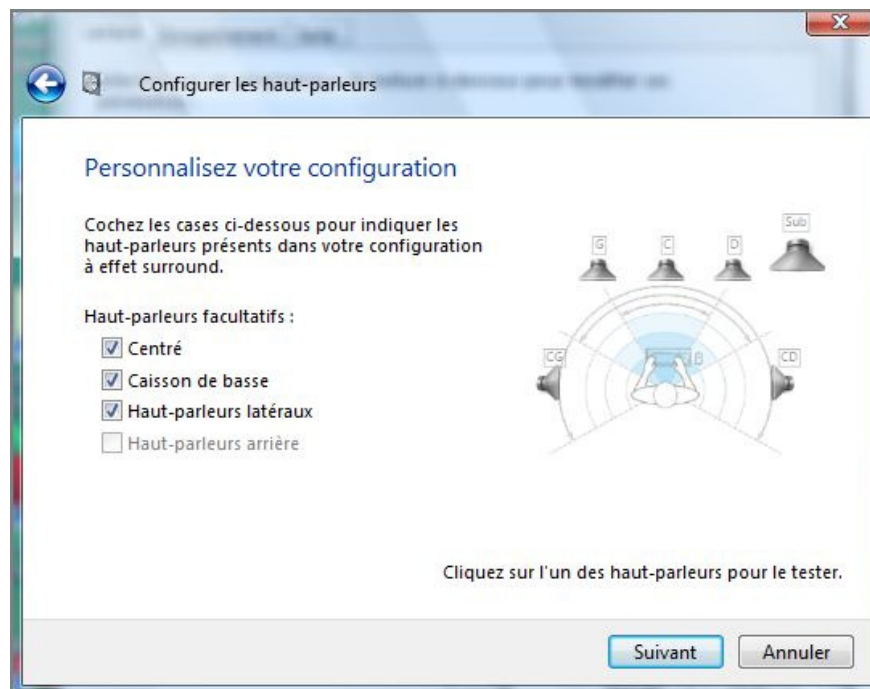 Configurer les haut-parleurs
Personnalisez votre configuration
Cochez les cases ci-dessous pour indiquer les
haut-parleurs présents dans votre configuration
à effet surround.
Haut-parleurs facultatifs :
Centré
Caisson de basse
Haut-parleurs latéraux
Haut-parleurs arrière
Sub
G C D
CG CD
Cliquez sur l'un des haut-parleurs pour le tester.
Suivant Annuler